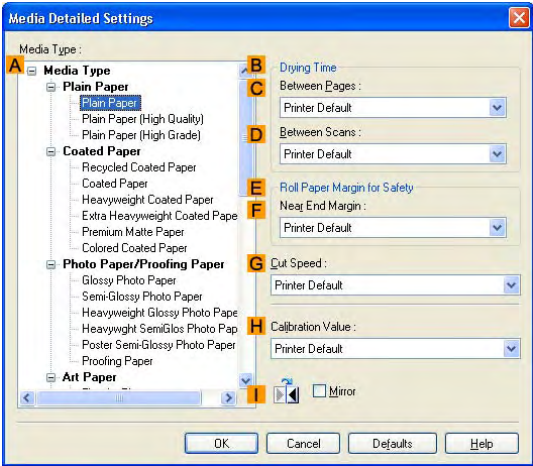 Media Detailed Settings
Media Type :
A
Media Type
Plain Paper
Plain Paper
Plain Paper (High Quality)
Plain Paper (High Grade)
Coated Paper
Recycled Coated Paper
Coated Paper
Heavyweight Coated Paper
Extra Heavyweight Coated Pape
Premium Matte Paper
Colored Coated Paper
Photo Paper/Proofing Paper
Glossy Photo Paper
Semi-Glossy Photo Paper
Heavyweight Glossy Photo Pape
Heavywght SemiGlos Photo Pap
Poster Semi-Glossy Photo Paper
Proofing Paper
Art Paper
B Drying Time
C Between Pages :
Printer Default
D Between Scans :
Printer Default
E Roll Paper Margin for Safety
F Near End Margin :
Printer Default
G Cut Speed :
Printer Default
H Calibration Value :
Printer Default
I Mirror
OK Cancel Defaults Help